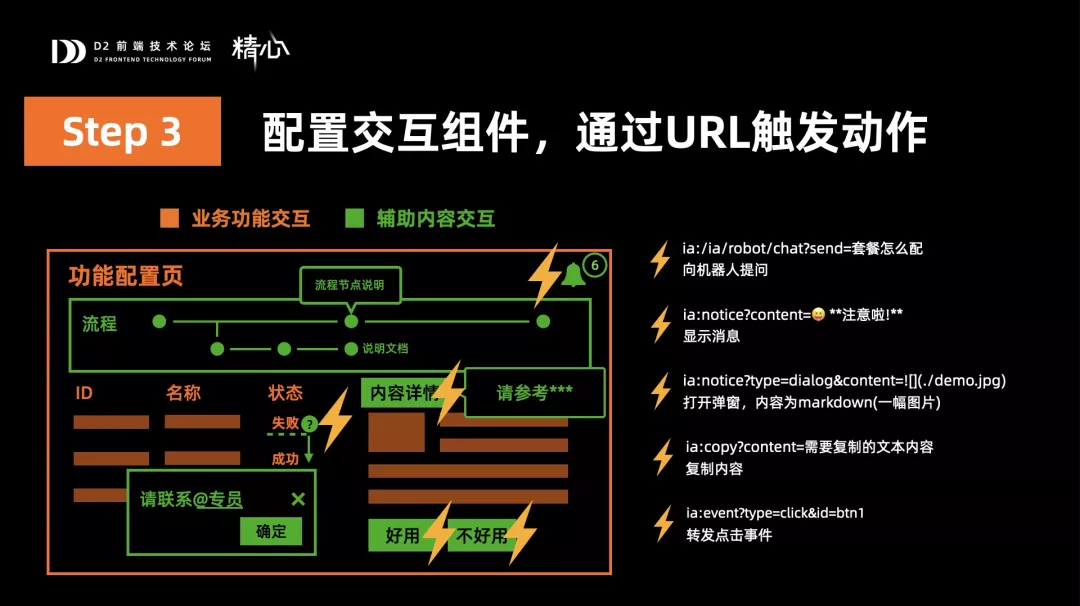 D2 前端技术论坛
D2 FRONTEND TECHNOLOGY FORUM
精心
Step 3
配置交互组件，通过URL触发动作
业务功能交互
辅助内容交互
功能配置页
流程节点说明
6
流程
说明文档
ID
名称
状态
内容详情
请参考***
失败
?
成功
请联系@专员
×
确定
好用
不好用
ia:/ia/robot/chat?send=套餐怎么配
向机器人提问
ia:notice?content=😛 **注意啦!**
显示消息
ia:notice?type=dialog&content=![](./demo.jpg)
打开弹窗，内容为markdown(一幅图片)
ia:copy?content=需要复制的文本内容
复制内容
ia:event?type=click&id=btn1
转发点击事件